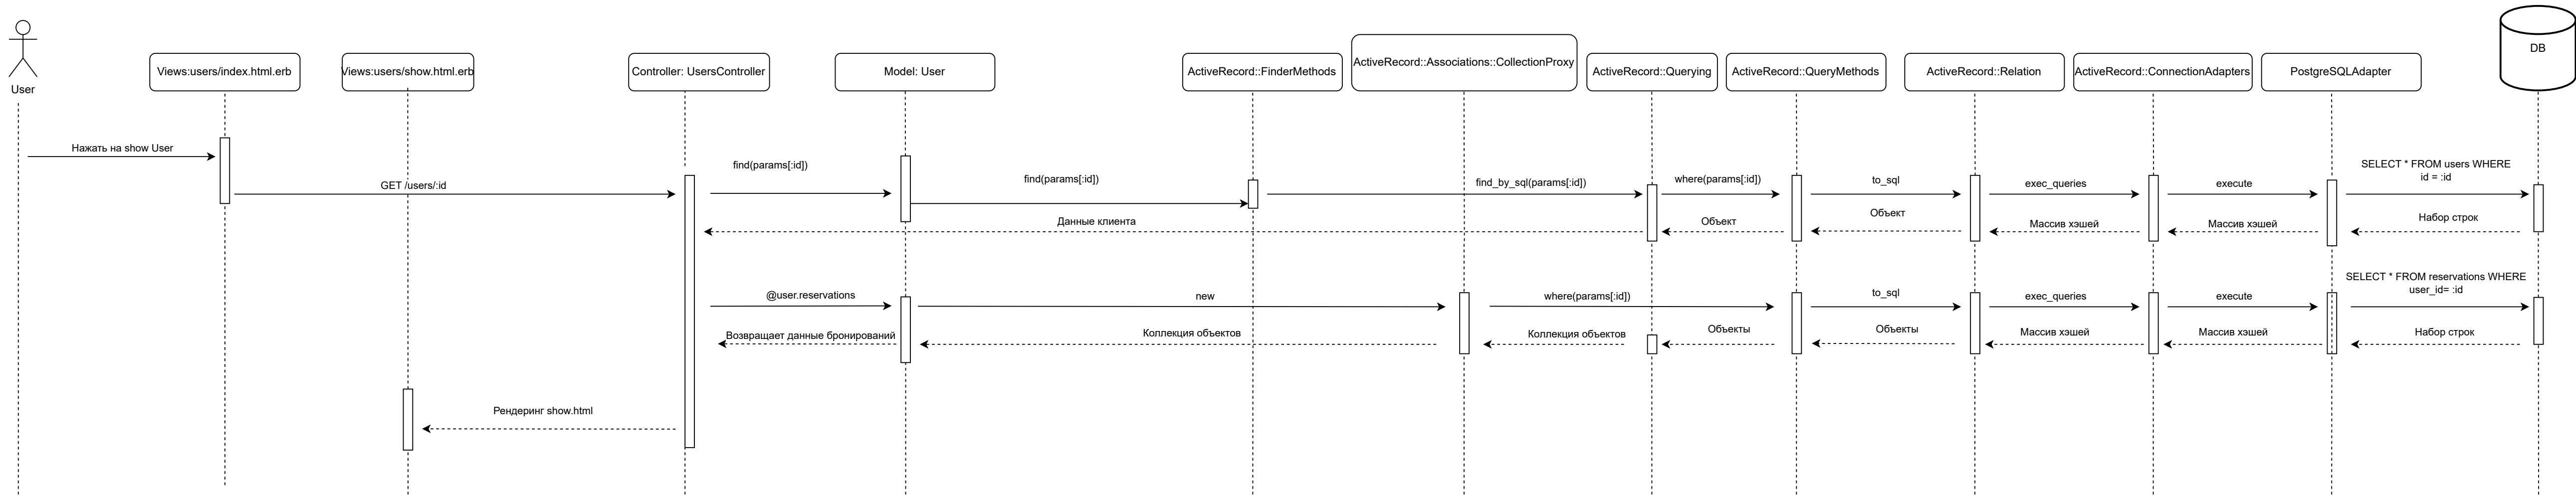 User
Views:users/index.html.erb
Views:users/show.html.erb
Controller: UsersController
Model: User
ActiveRecord::FinderMethods
ActiveRecord::Associations::CollectionProxy
ActiveRecord::Querying
ActiveRecord::QueryMethods
ActiveRecord::Relation
ActiveRecord::ConnectionAdapters
PostgreSQLAdapter
DB
Нажать на show User
GET /users/:id
find(params[:id])
find(params[:id])
find_by_sql(params[:id])
where(params[:id])
to_sql
exec_queries
execute
SELECT * FROM users WHERE
id = :id
Данные клиента
Объект
Объект
Массив хэшей
Массив хэшей
Набор строк
@user.reservations
new
where(params[:id])
to_sql
exec_queries
execute
SELECT * FROM reservations WHERE
user_id= :id
Возвращает данные бронирований
Коллекция объектов
Коллекция объектов
Объекты
Объекты
Массив хэшей
Массив хэшей
Набор строк
Рендеринг show.html